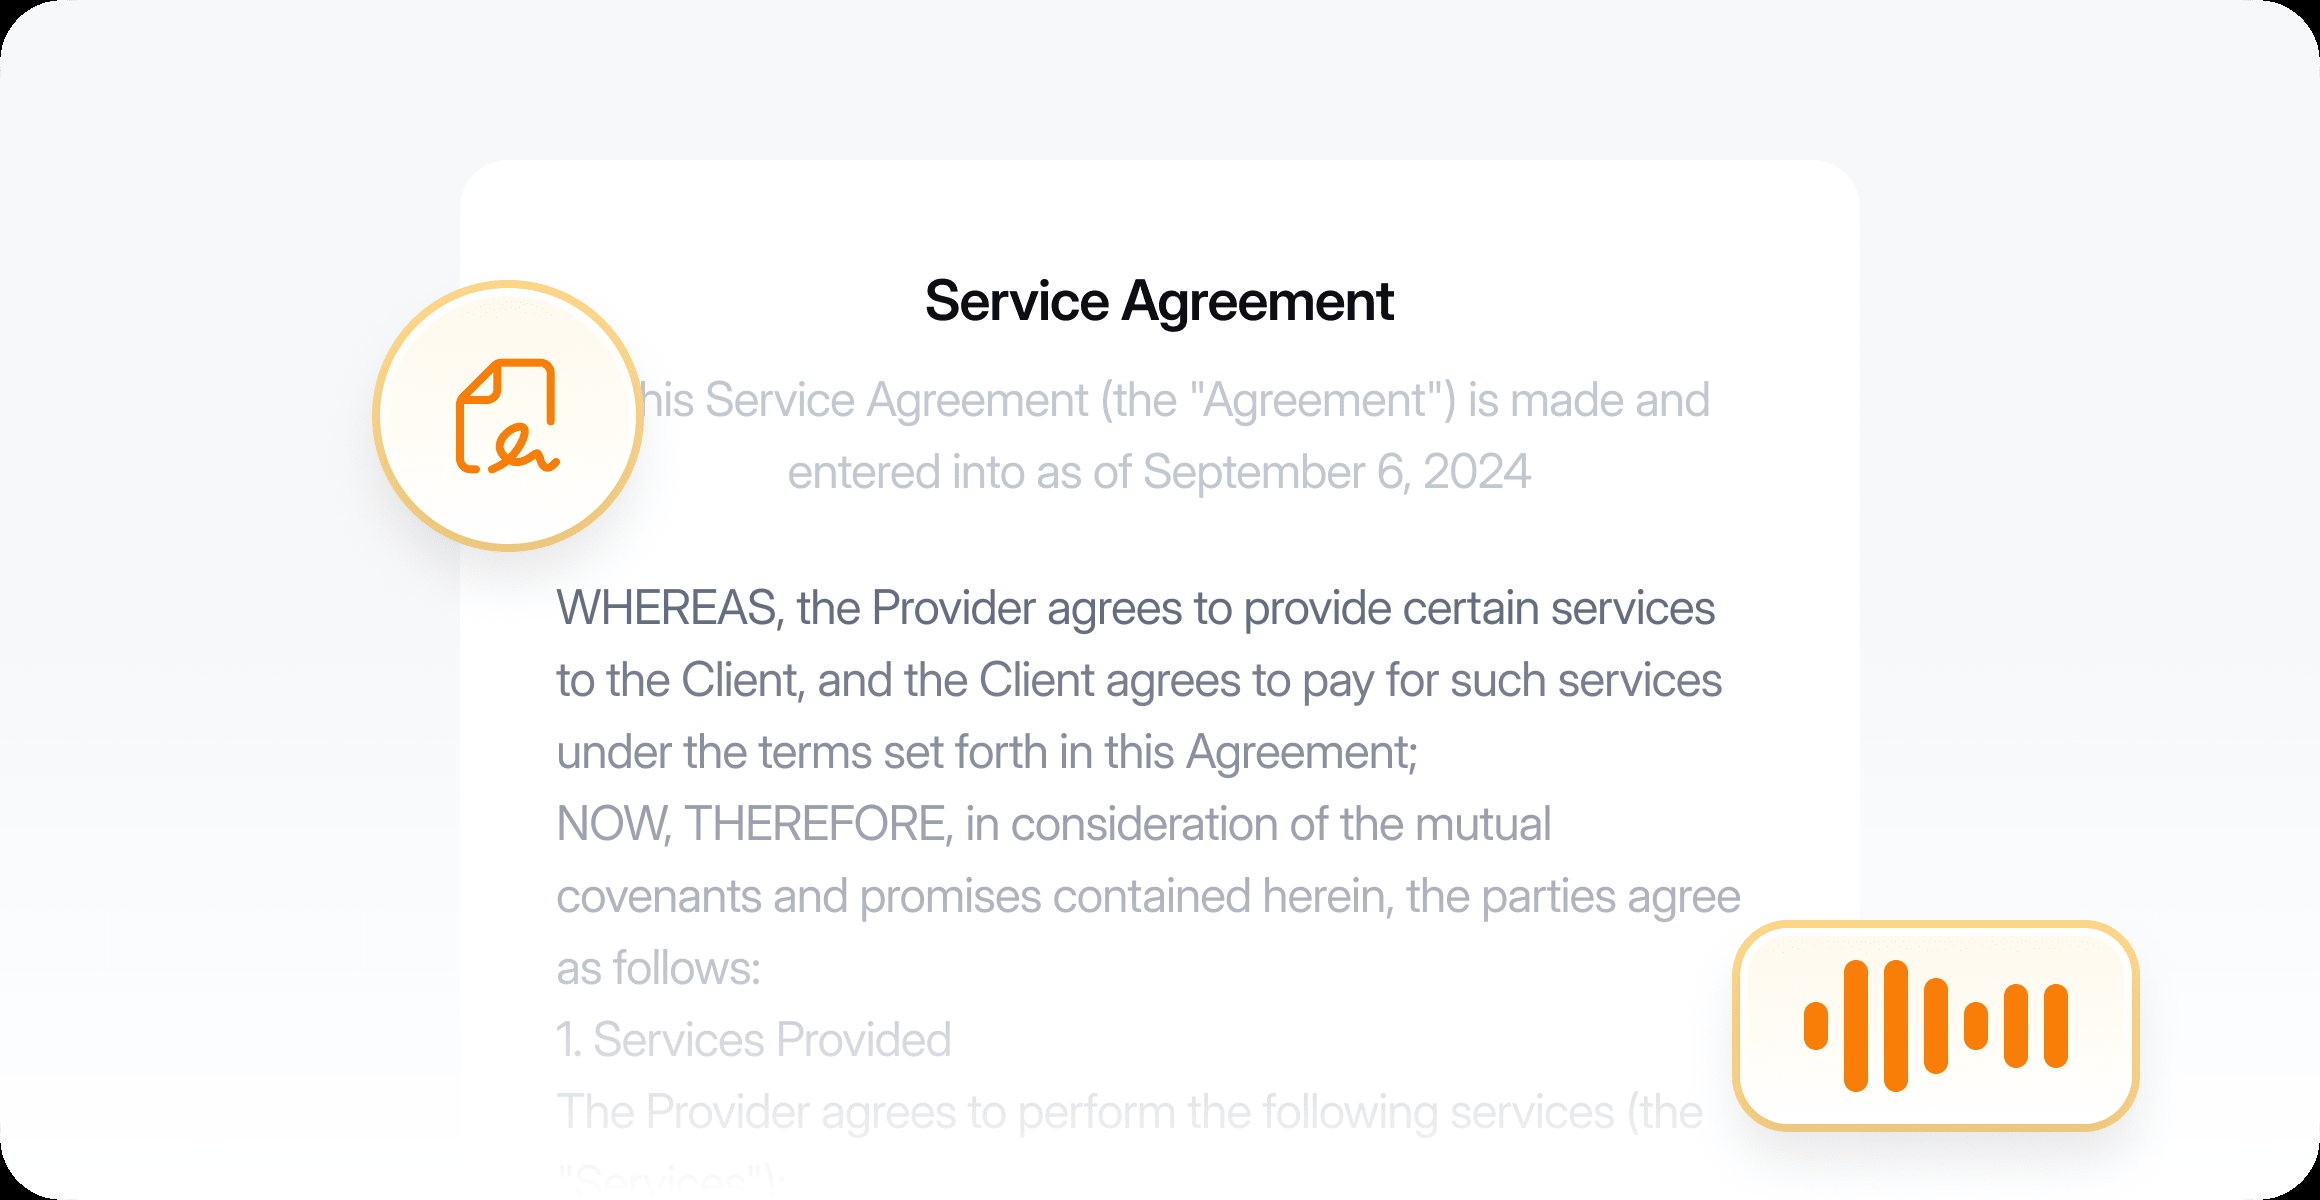 Service Agreement
his Service Agreement (the "Agreement") is made and
entered into as of September 6, 2024
WHEREAS, the Provider agrees to provide certain services
to the Client, and the Client agrees to pay for such services
under the terms set forth in this Agreement;
NOW, THEREFORE, in consideration of the mutual
covenants and promises contained herein, the parties agree
as follows:
1. Services Provided
The Provider agrees to perform the following services (the
"Services"):